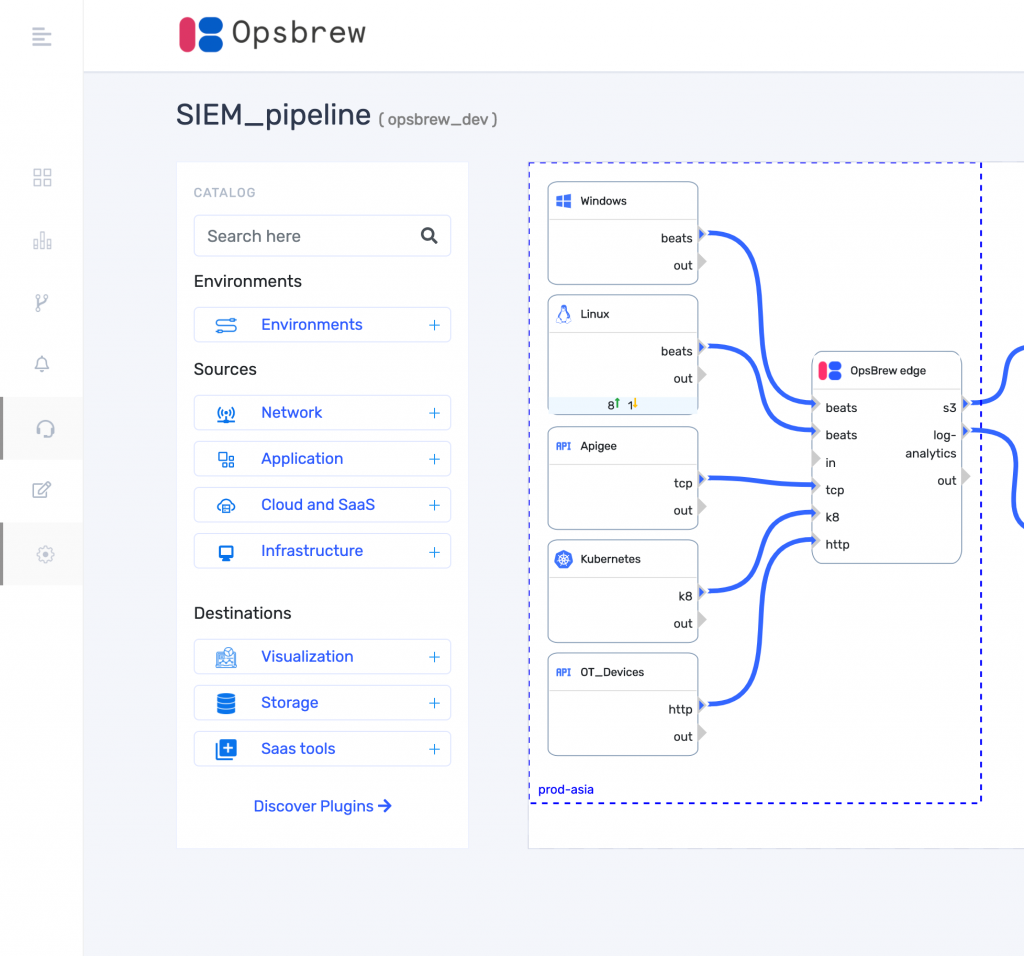 Opsbrew
SIEM_pipeline ( opsbrew_dev )
CATALOG
Search here
Environments
Environments +
Sources
Network +
Application +
Cloud and SaaS +
Infrastructure +
Destinations
Visualization +
Storage +
Saas tools +
Discover Plugins →
Windows
beats
out
Linux
beats
out
8↑ 1↓
API Apigee
tcp
out
Kubernetes
k8
out
API OT_Devices
http
out
prod-asia
OpsBrew edge
beats s3
beats log-
analytics
in
out
tcp
k8
http